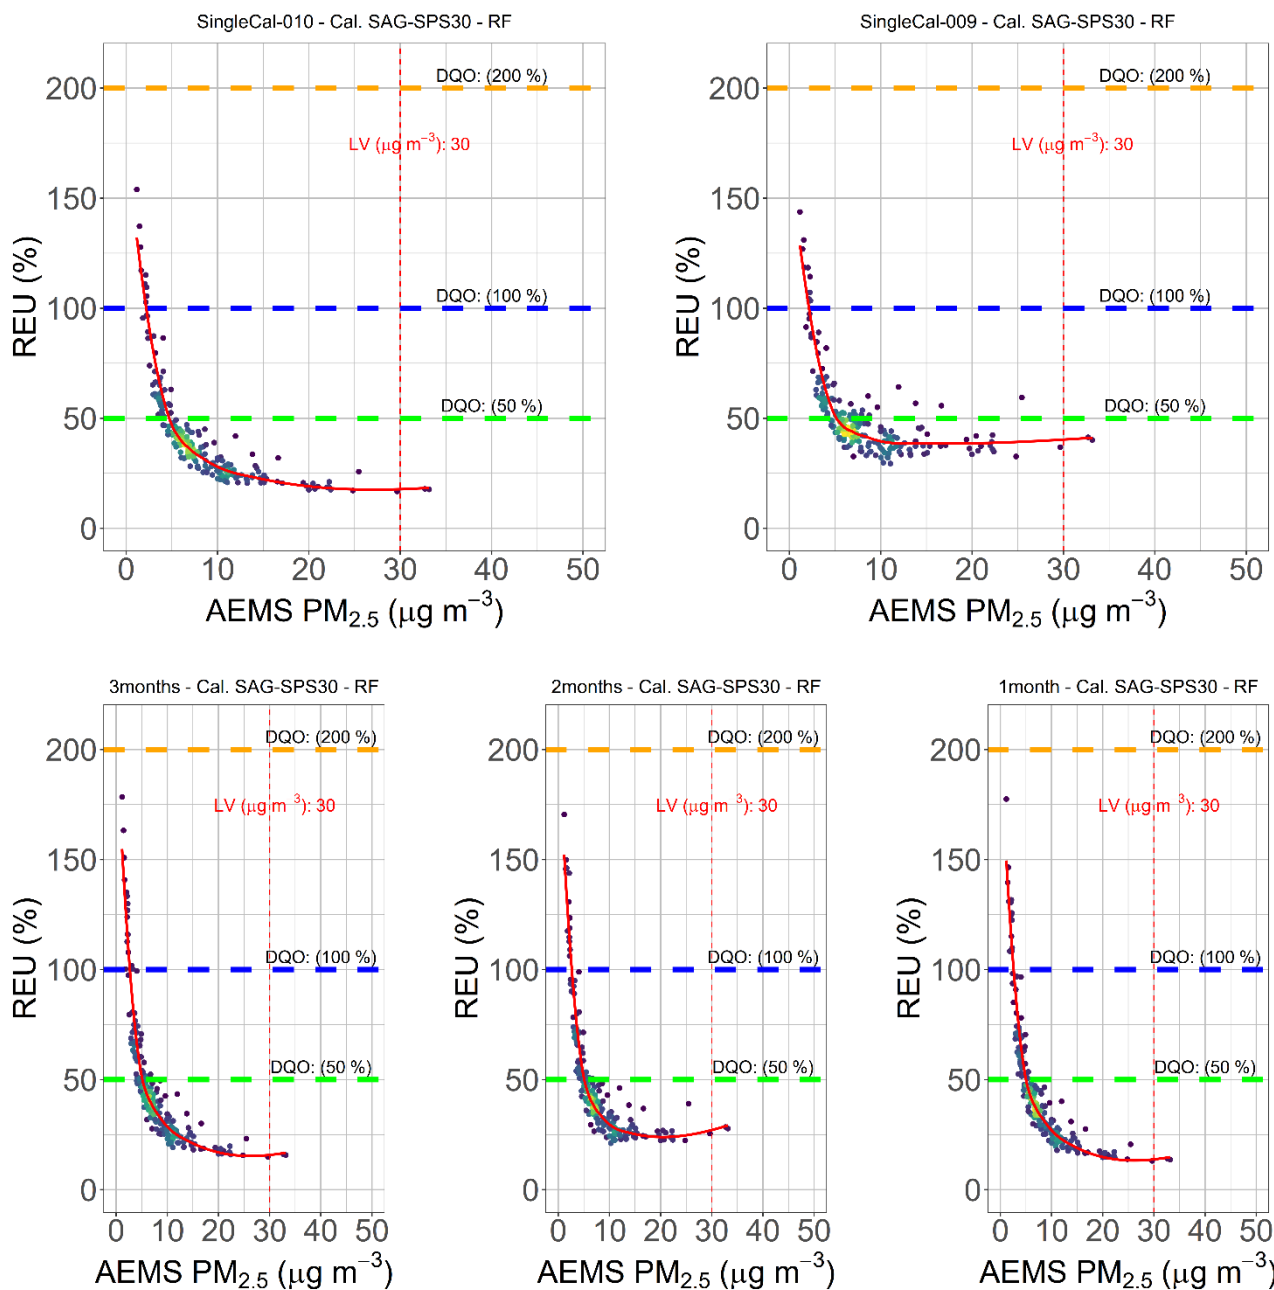 SingleCal-010 - Cal. SAG-SPS30 - RF
REU (%)
200
150
100
50
0
DQO: (200 %)
LV (μg m⁻³): 30
DQO: (100 %)
DQO: (50 %)
0 10 20 30 40 50
AEMS PM₂.₅ (μg m⁻³)
SingleCal-009 - Cal. SAG-SPS30 - RF
REU (%)
200
150
100
50
0
DQO: (200 %)
LV (μg m⁻³): 30
DQO: (100 %)
DQO: (50 %)
0 10 20 30 40 50
AEMS PM₂.₅ (μg m⁻³)
3months - Cal. SAG-SPS30 - RF
REU (%)
200
150
100
50
0
DQO: (200 %)
LV (μg m ³): 30
DQO: (100 %)
DQO: (50 %)
0 10 20 30 40 50
AEMS PM₂.₅ (μg m⁻³)
2months - Cal. SAG-SPS30 - RF
REU (%)
200
150
100
50
0
DQO: (200 %)
LV (μg m ³): 30
DQO: (100 %)
DQO: (50 %)
0 10 20 30 40 50
AEMS PM₂.₅ (μg m⁻³)
1month - Cal. SAG-SPS30 - RF
REU (%)
200
150
100
50
0
DQO: (200 %)
LV (μg m ³): 30
DQO: (100 %)
DQO: (50 %)
0 10 20 30 40 50
AEMS PM₂.₅ (μg m⁻³)